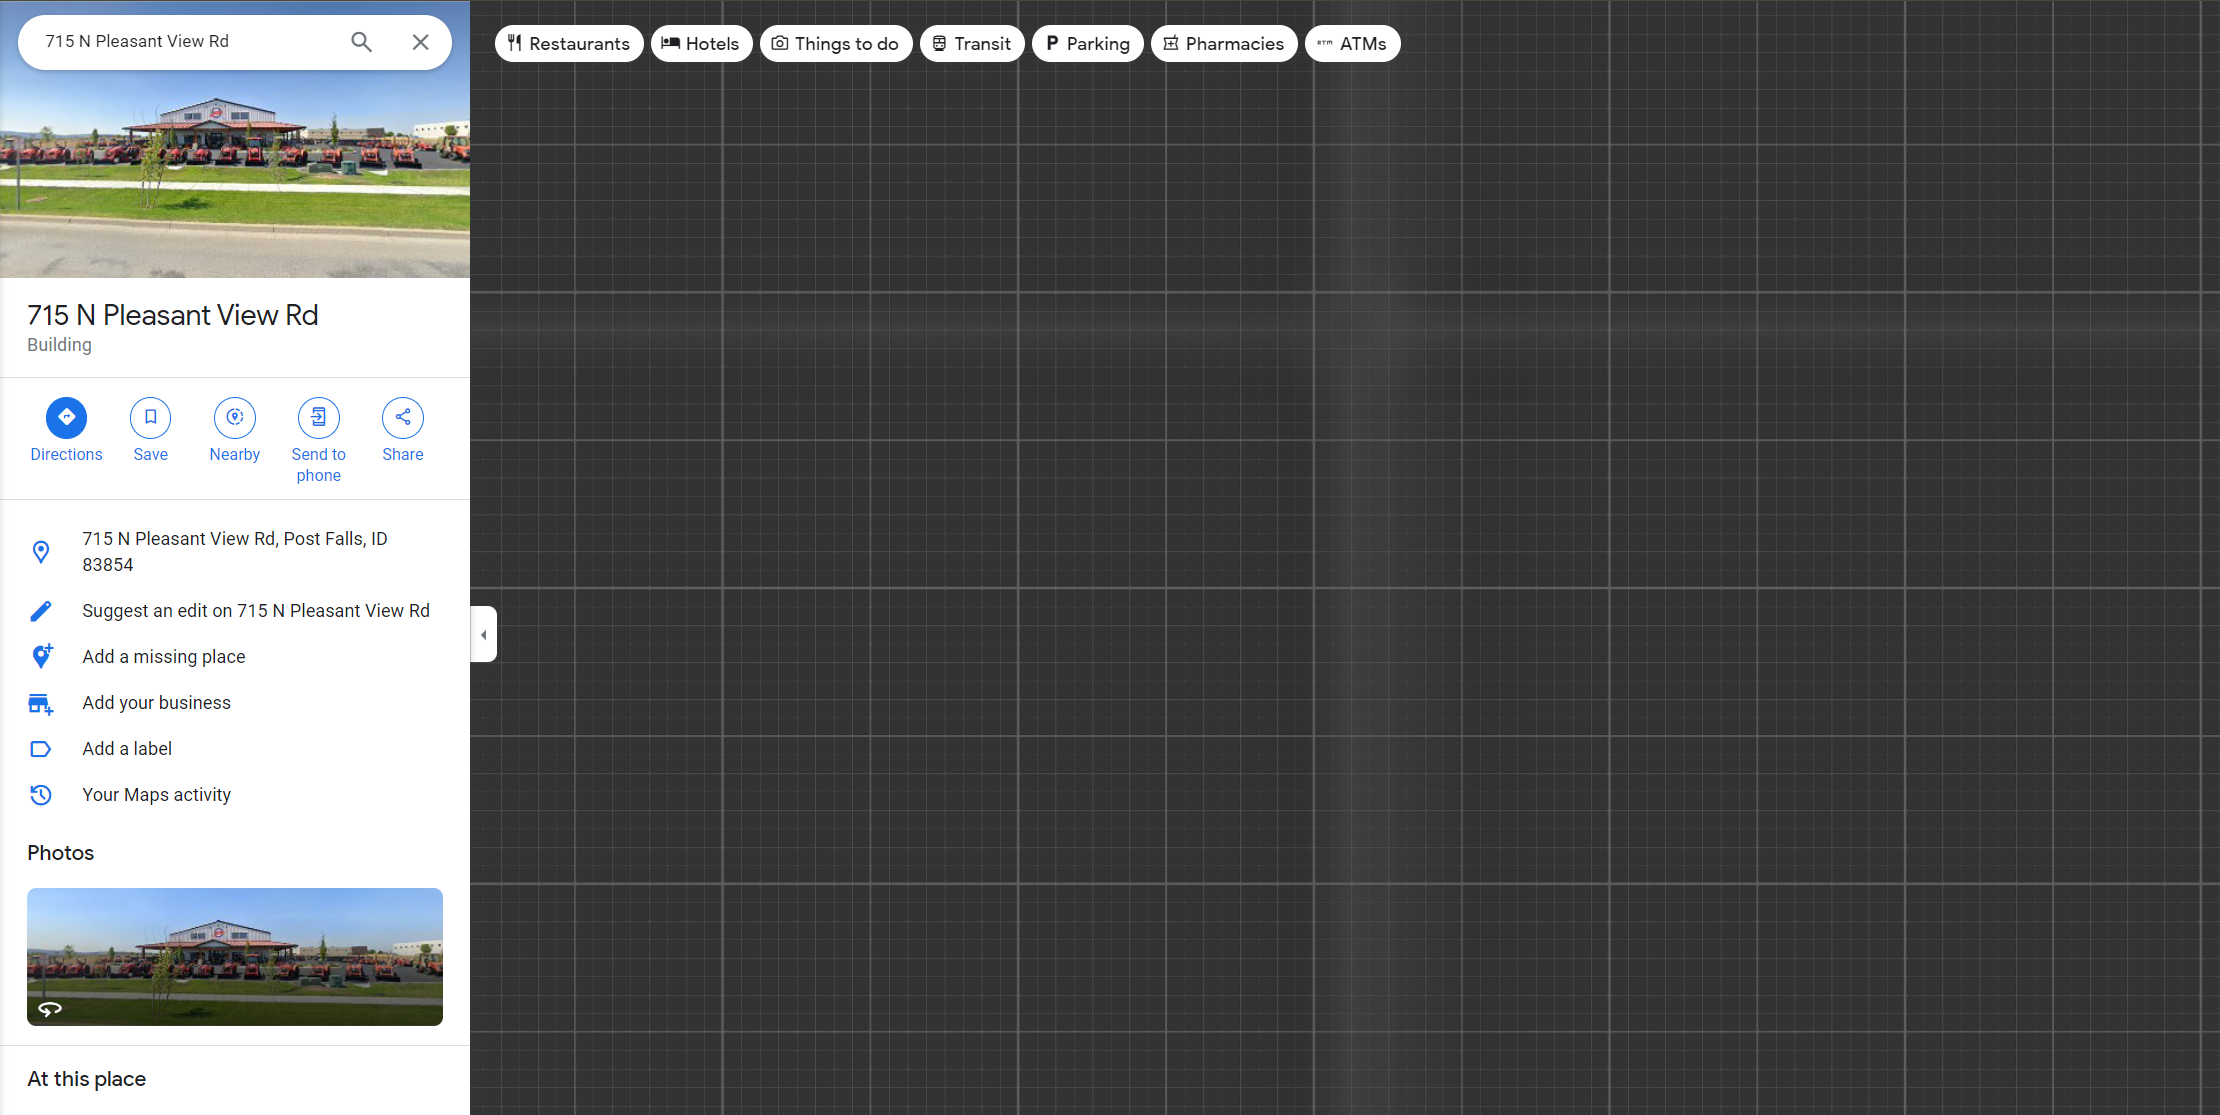 715 N Pleasant View Rd
Restaurants
Hotels
Things to do
Transit
P Parking
Pharmacies
ATM ATMs
715 N Pleasant View Rd
Building
Directions
Save
Nearby
Send to
phone
Share
715 N Pleasant View Rd, Post Falls, ID
83854
Suggest an edit on 715 N Pleasant View Rd
Add a missing place
Add your business
Add a label
Your Maps activity
Photos
At this place